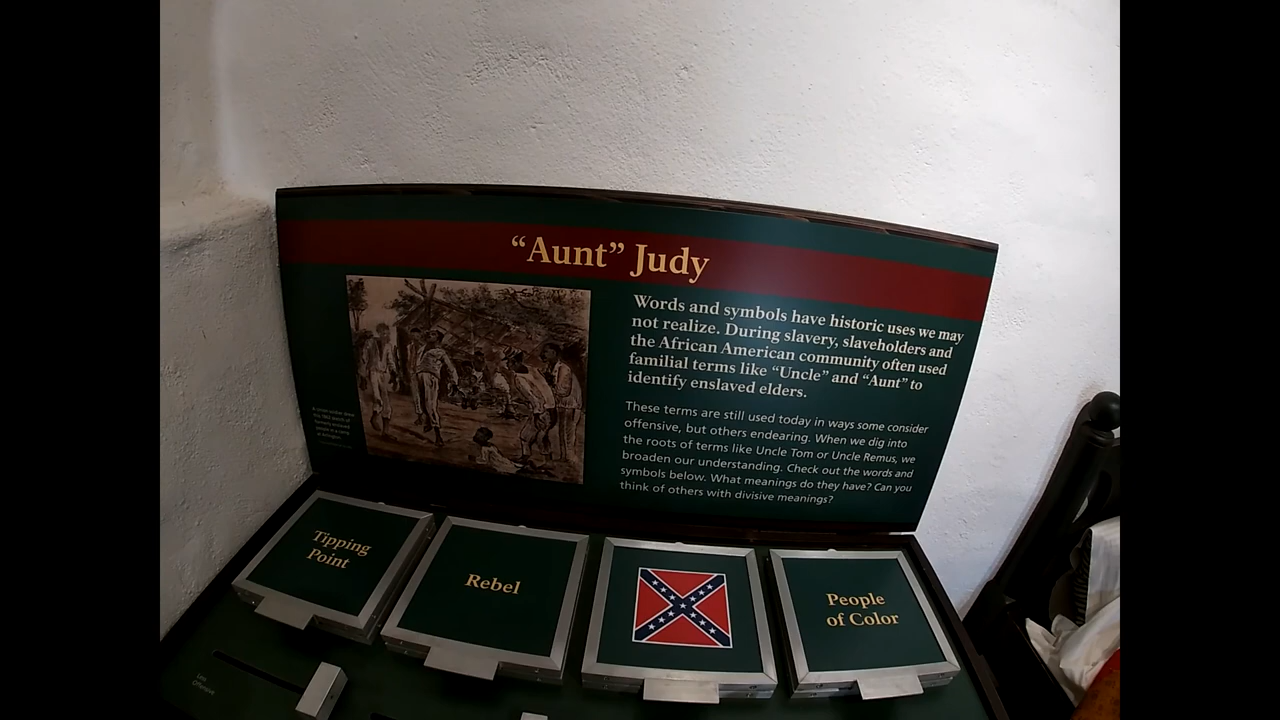 “Aunt” Judy
Words and symbols have historic uses we may
not realize. During slavery, slaveholders and
the African American community often used
familial terms like “Uncle” and “Aunt” to
identify enslaved elders.
These terms are still used today in ways some consider
offensive, but others endearing. When we dig into
the roots of terms like Uncle Tom or Uncle Remus, we
broaden our understanding. Check out the words and
symbols below. What meanings do they have? Can you
think of others with divisive meanings?
Tipping
Point
Rebel
People
of Color
Less
Offensive